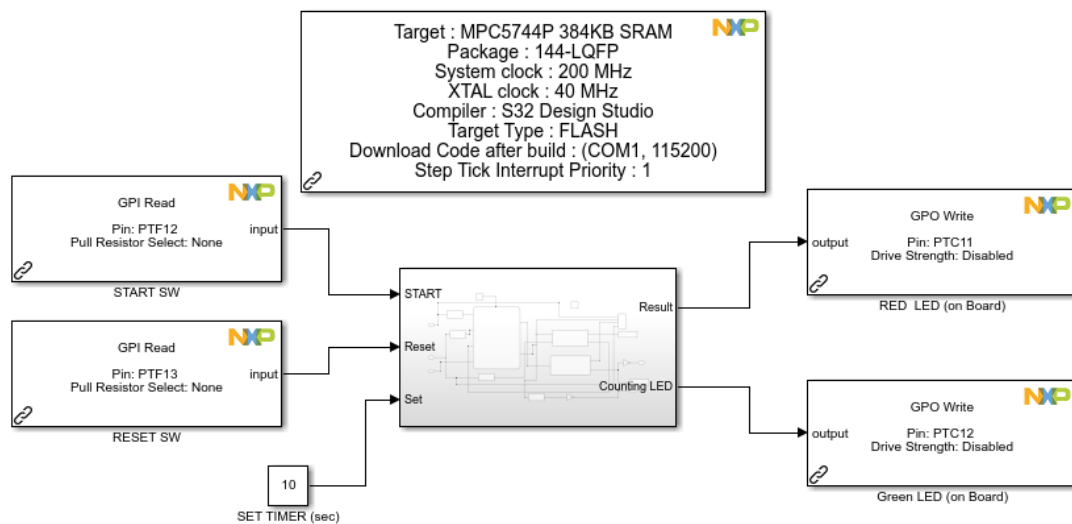 Target : MPC5744P 384KB SRAM
NXP
Package : 144-LQFP
System clock : 200 MHz
XTAL clock : 40 MHz
Compiler : S32 Design Studio
Target Type : FLASH
Download Code after build : (COM1, 115200)
Step Tick Interrupt Priority : 1
NXP
GPI Read
Pin: PTF12
Pull Resistor Select: None
input
START SW
NXP
GPI Read
Pin: PTF13
Pull Resistor Select: None
input
RESET SW
10
SET TIMER (sec)
START
Reset
Set
Result
Counting LED
NXP
GPO Write
output
Pin: PTC11
Drive Strength: Disabled
RED LED (on Board)
NXP
GPO Write
output
Pin: PTC12
Drive Strength: Disabled
Green LED (on Board)